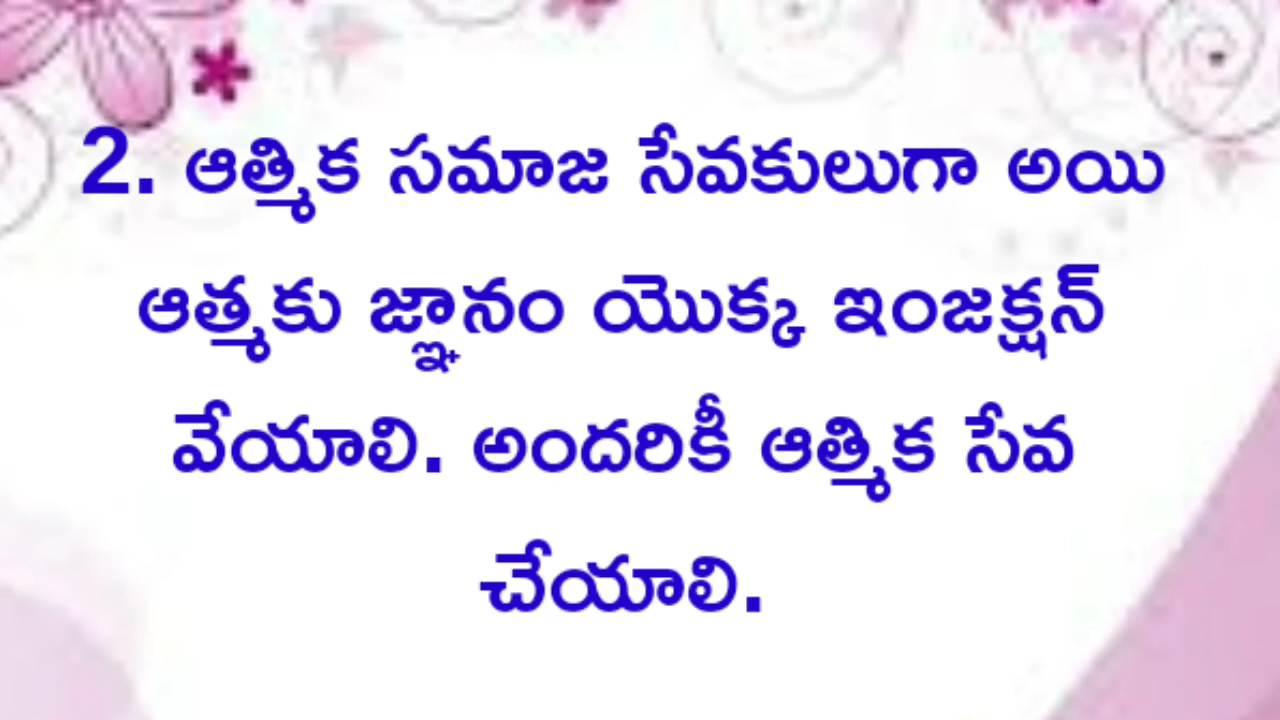 2. ఆత్మిక సమాజ సేవకులుగా అయి
ఆత్మకు జ్ఞానం యొక్క ఇంజక్షన్
వేయాలి. అందరికీ ఆత్మిక సేవ
చేయాలి.